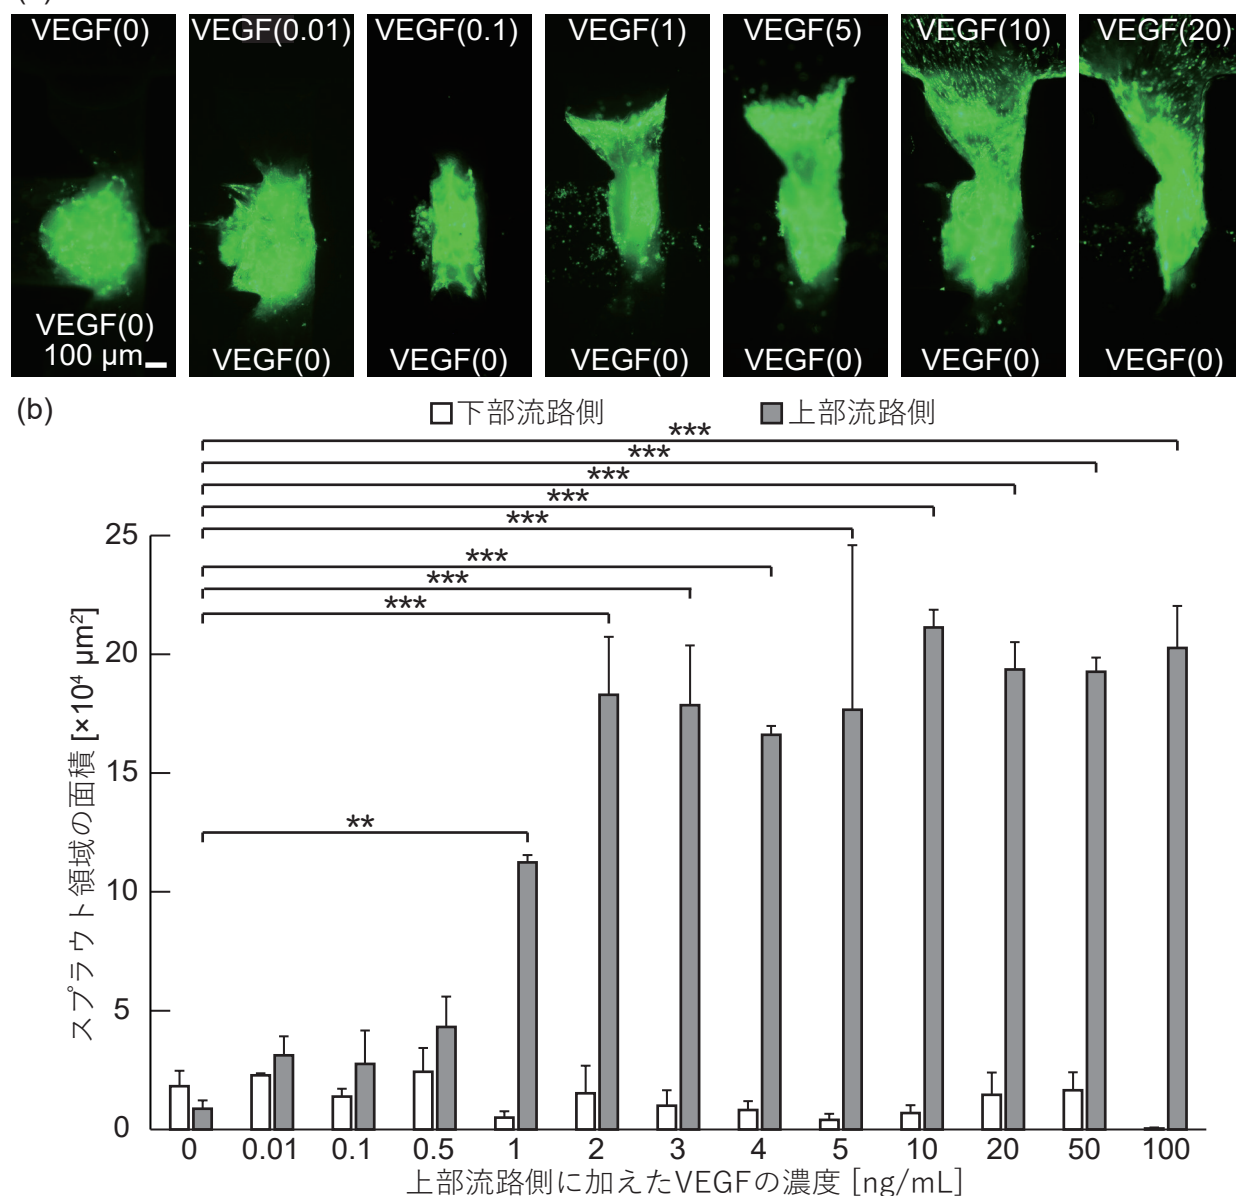 VEGF(0) VEGF(0.01) VEGF(0.1) VEGF(1) VEGF(5) VEGF(10) VEGF(20)
VEGF(0)
100 μm
VEGF(0) VEGF(0) VEGF(0) VEGF(0) VEGF(0) VEGF(0)
(b)
下部流路側 上部流路側
***
***
***
***
***
***
***
***
**
スプラウト領域の面積 [×10⁴ μm²]
25
20
15
10
5
0
0 0.01 0.1 0.5 1 2 3 4 5 10 20 50 100
上部流路側に加えたVEGFの濃度 [ng/mL]